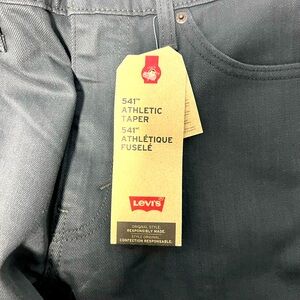 541™
ATHLETIC
TAPER
541™
ATHLÉTIQUE
FUSELÉ
Levi's
ORIGINAL STYLE,
RESPONSIBLY MADE
STYLE ORIGINAL,
CONFECTION RESPONSABLE